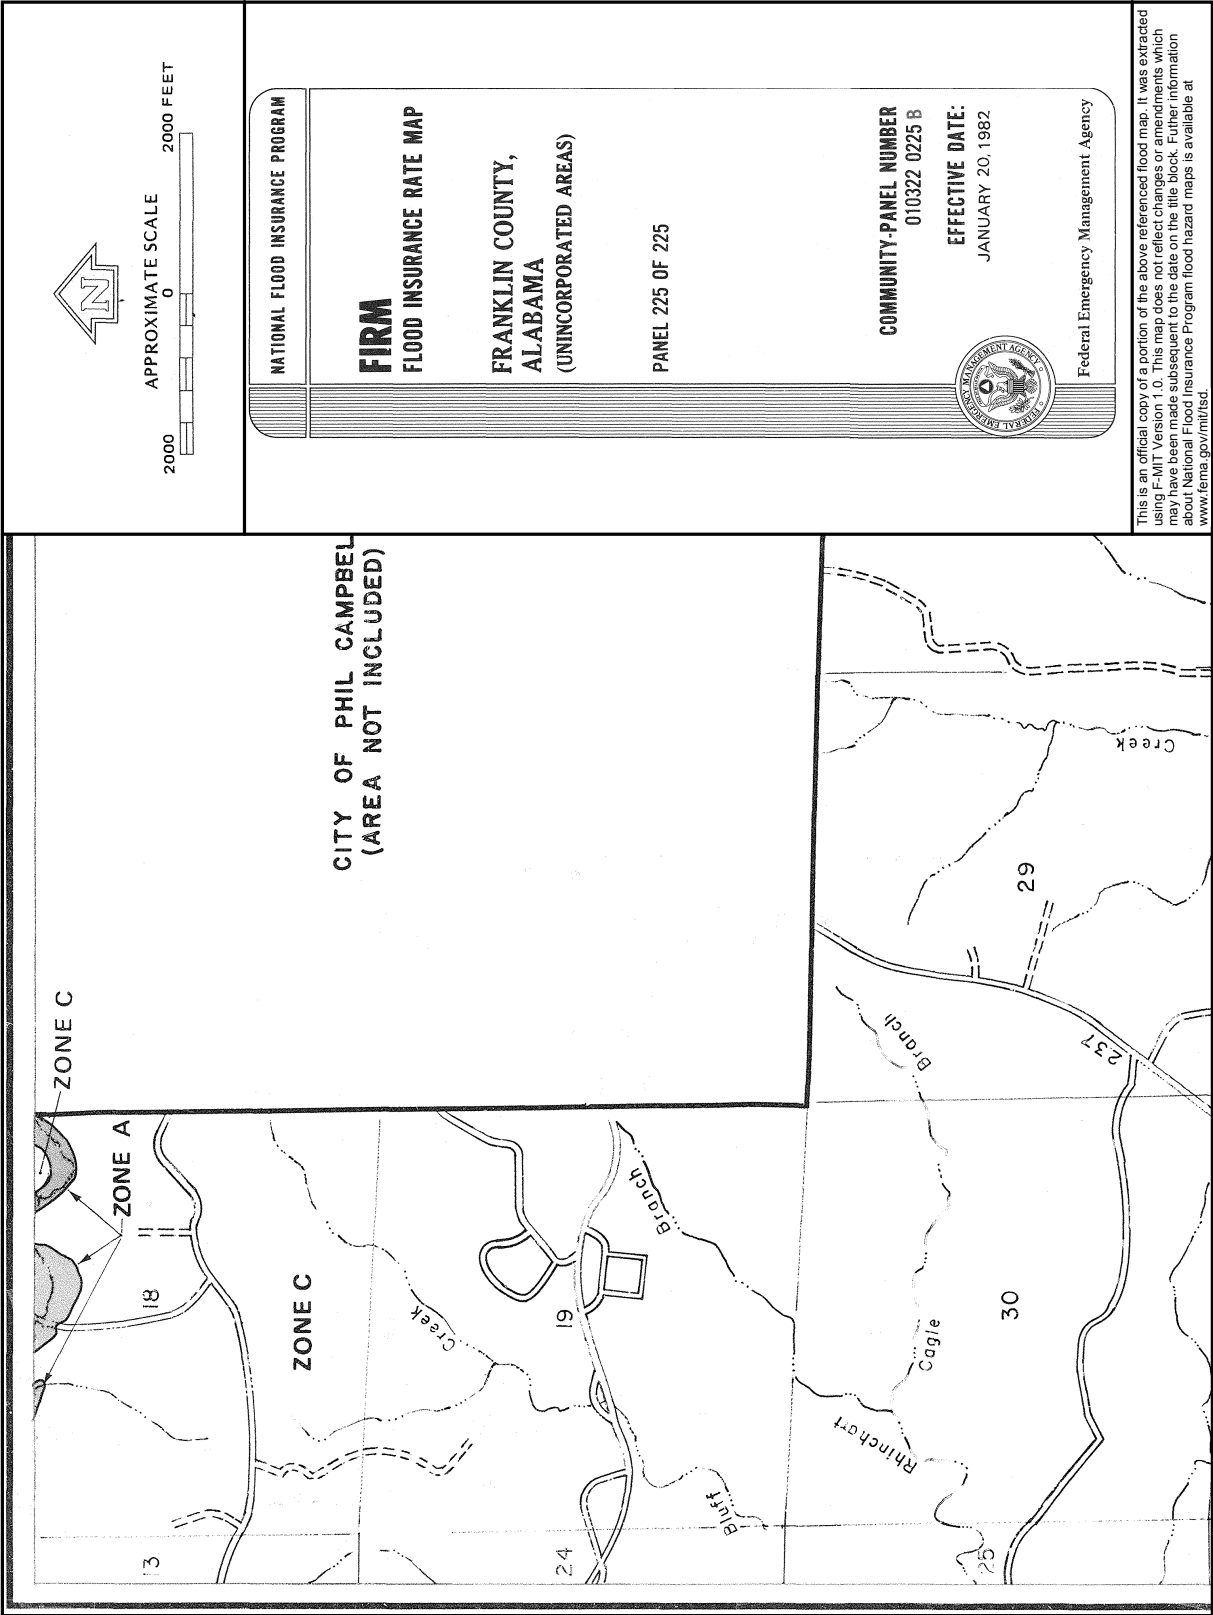 APPROXIMATE SCALE
2000 0 2000 FEET
N
NATIONAL FLOOD INSURANCE PROGRAM
FIRM
FLOOD INSURANCE RATE MAP
FRANKLIN COUNTY,
ALABAMA
(UNINCORPORATED AREAS)
PANEL 225 OF 225
COMMUNITY-PANEL NUMBER
010322 0225 B
EFFECTIVE DATE:
JANUARY 20, 1982
FEDERAL EMERGENCY MANAGEMENT AGENCY
Federal Emergency Management Agency
This is an official copy of a portion of the above referenced flood map. It was extracted
using F-MIT Version 1.0. This map does not reflect changes or amendments which
may have been made subsequent to the date on the title block. Futher information
about National Flood Insurance Program flood hazard maps is available at
www.fema.gov/mit/tsd.
ZONE C
ZONE A
CITY OF PHIL CAMPBEL
(AREA NOT INCLUDED)
13
18
ZONE C
Creek
24
19
Bluff
Branch
Rhinehart
Cagle
Branch
25
30
29
237
Creek